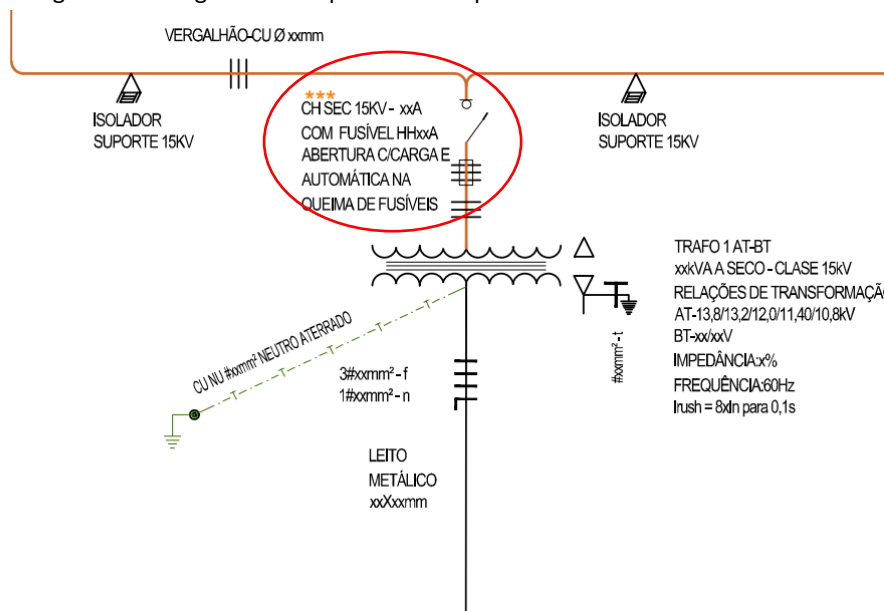 VERGALHÃO-CU Ø xxmm
ISOLADOR
SUPORTE 15KV
***
CH SEC 15KV - xxA
COM FUSÍVEL HHxxA
ABERTURA C/CARGA E
AUTOMÁTICA NA
QUEIMA DE FUSÍVEIS
ISOLADOR
SUPORTE 15KV
TRAFO 1 AT-BT
xxkVA A SECO - CLASE 15kV
RELAÇÕES DE TRANSFORMAÇÃO
AT-13,8/13,2/12,0/11,40/10,8kV
BT-xx/xxV
IMPEDÂNCIA:x%
FREQUÊNCIA:60Hz
Irush = 8xIn para 0,1s
#xxmm² - t
CU NU #xxmm² NEUTRO ATERRADO
3#xxmm² - f
1#xxmm² - n
LEITO
METÁLICO
xxXxxmm